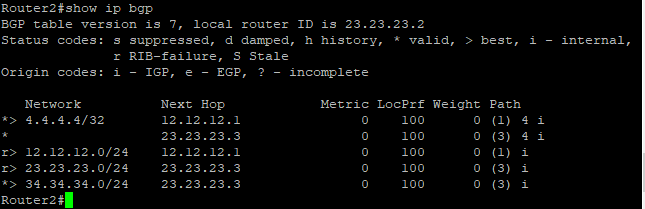 Router2#show ip bgp
BGP table version is 7, local router ID is 23.23.23.2
Status codes: s suppressed, d damped, h history, * valid, > best, i - internal,
              r RIB-failure, S Stale
Origin codes: i - IGP, e - EGP, ? - incomplete

   Network          Next Hop            Metric LocPrf Weight Path
*> 4.4.4.4/32       12.12.12.1               0    100      0 (1) 4 i
*                   23.23.23.3               0    100      0 (3) 4 i
r> 12.12.12.0/24    12.12.12.1               0    100      0 (1) i
r> 23.23.23.0/24    23.23.23.3               0    100      0 (3) i
*> 34.34.34.0/24    23.23.23.3               0    100      0 (3) i
Router2#